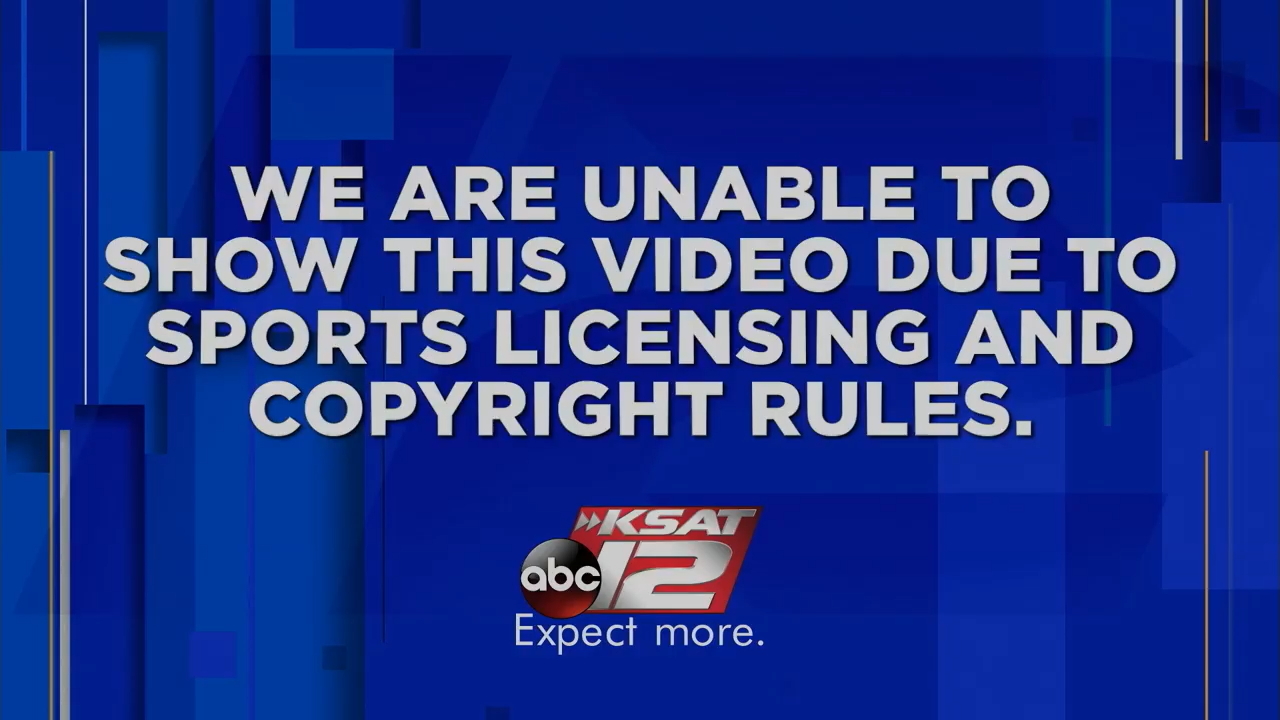 WE ARE UNABLE TO
SHOW THIS VIDEO DUE TO
SPORTS LICENSING AND
COPYRIGHT RULES.
KSAT
abc 12
Expect more.